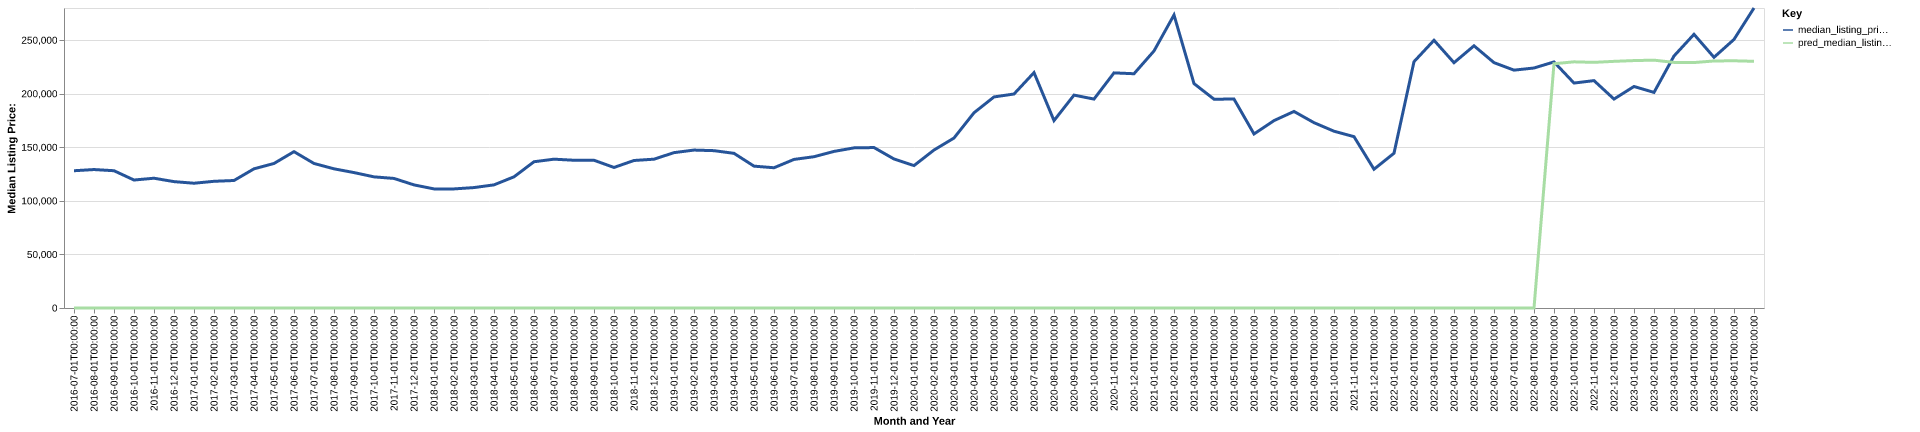 Key
median_listing_pri…
pred_median_listin…
Median Listing Price:
250,000
200,000
150,000
100,000
50,000
0
2016-07-01T00:00:00
2016-08-01T00:00:00
2016-09-01T00:00:00
2016-10-01T00:00:00
2016-11-01T00:00:00
2016-12-01T00:00:00
2017-01-01T00:00:00
2017-02-01T00:00:00
2017-03-01T00:00:00
2017-04-01T00:00:00
2017-05-01T00:00:00
2017-06-01T00:00:00
2017-07-01T00:00:00
2017-08-01T00:00:00
2017-09-01T00:00:00
2017-10-01T00:00:00
2017-11-01T00:00:00
2017-12-01T00:00:00
2018-01-01T00:00:00
2018-02-01T00:00:00
2018-03-01T00:00:00
2018-04-01T00:00:00
2018-05-01T00:00:00
2018-06-01T00:00:00
2018-07-01T00:00:00
2018-08-01T00:00:00
2018-09-01T00:00:00
2018-10-01T00:00:00
2018-11-01T00:00:00
2018-12-01T00:00:00
2019-01-01T00:00:00
2019-02-01T00:00:00
2019-03-01T00:00:00
2019-04-01T00:00:00
2019-05-01T00:00:00
2019-06-01T00:00:00
2019-07-01T00:00:00
2019-08-01T00:00:00
2019-09-01T00:00:00
2019-10-01T00:00:00
2019-11-01T00:00:00
2019-12-01T00:00:00
2020-01-01T00:00:00
2020-02-01T00:00:00
2020-03-01T00:00:00
2020-04-01T00:00:00
2020-05-01T00:00:00
2020-06-01T00:00:00
2020-07-01T00:00:00
2020-08-01T00:00:00
2020-09-01T00:00:00
2020-10-01T00:00:00
2020-11-01T00:00:00
2020-12-01T00:00:00
2021-01-01T00:00:00
2021-02-01T00:00:00
2021-03-01T00:00:00
2021-04-01T00:00:00
2021-05-01T00:00:00
2021-06-01T00:00:00
2021-07-01T00:00:00
2021-08-01T00:00:00
2021-09-01T00:00:00
2021-10-01T00:00:00
2021-11-01T00:00:00
2021-12-01T00:00:00
2022-01-01T00:00:00
2022-02-01T00:00:00
2022-03-01T00:00:00
2022-04-01T00:00:00
2022-05-01T00:00:00
2022-06-01T00:00:00
2022-07-01T00:00:00
2022-08-01T00:00:00
2022-09-01T00:00:00
2022-10-01T00:00:00
2022-11-01T00:00:00
2022-12-01T00:00:00
2023-01-01T00:00:00
2023-02-01T00:00:00
2023-03-01T00:00:00
2023-04-01T00:00:00
2023-05-01T00:00:00
2023-06-01T00:00:00
2023-07-01T00:00:00
Month and Year